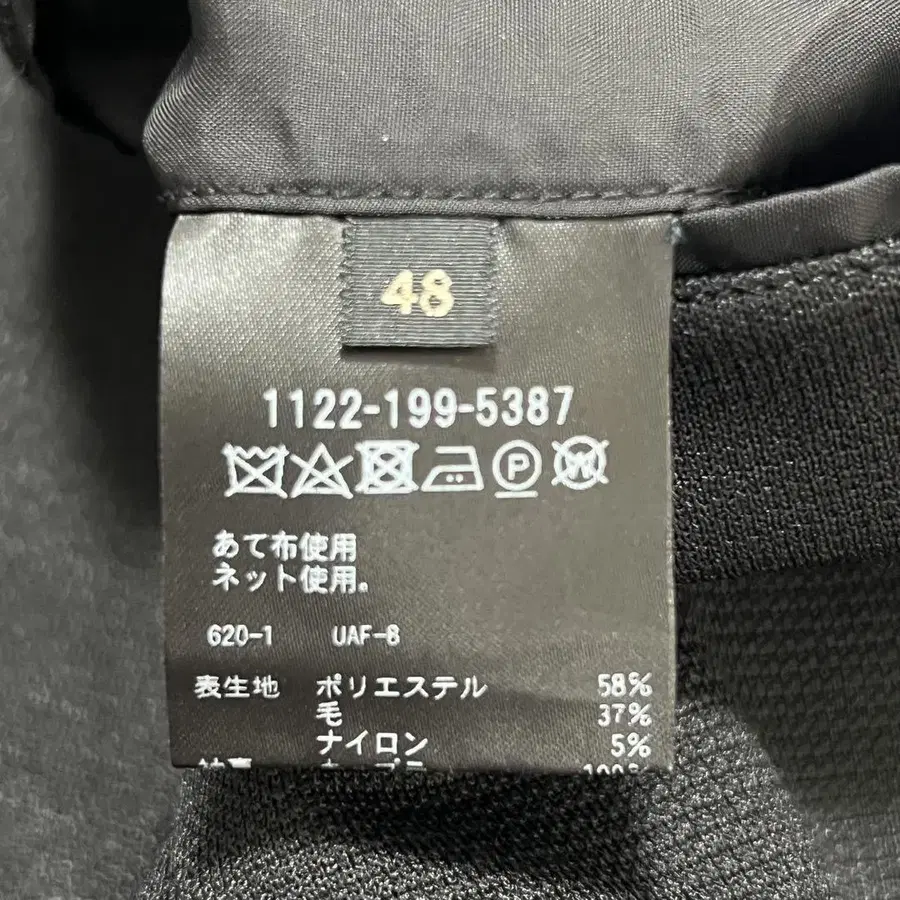 48
1122-199-5387
P W
あて布使用
ネット使用。
620-1 UAF-8
表生地 ポリエステル 58%
毛 37%
ナイロン 5%
100%